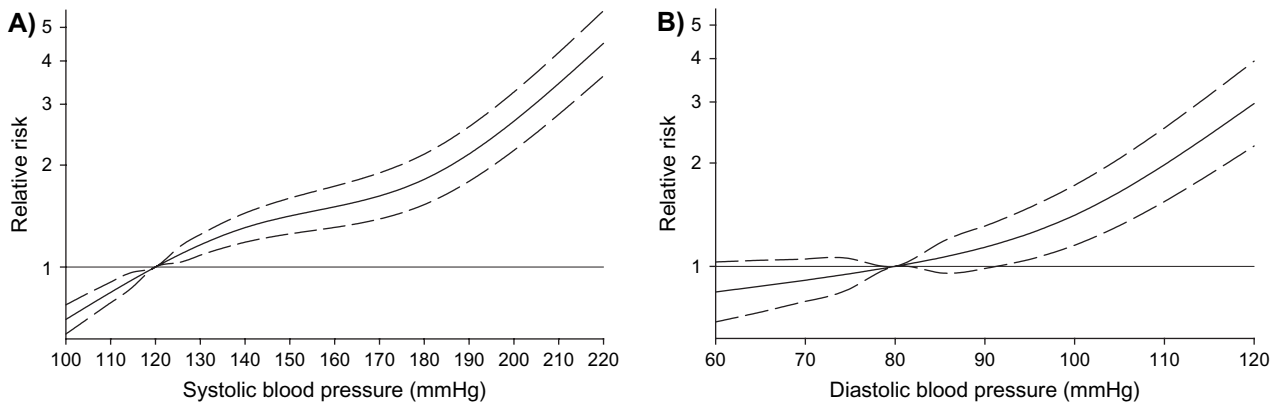 A)
Relative risk
5
4
3
2
1
100 110 120 130 140 150 160 170 180 190 200 210 220
Systolic blood pressure (mmHg)
B)
Relative risk
5
4
3
2
1
60 70 80 90 100 110 120
Diastolic blood pressure (mmHg)